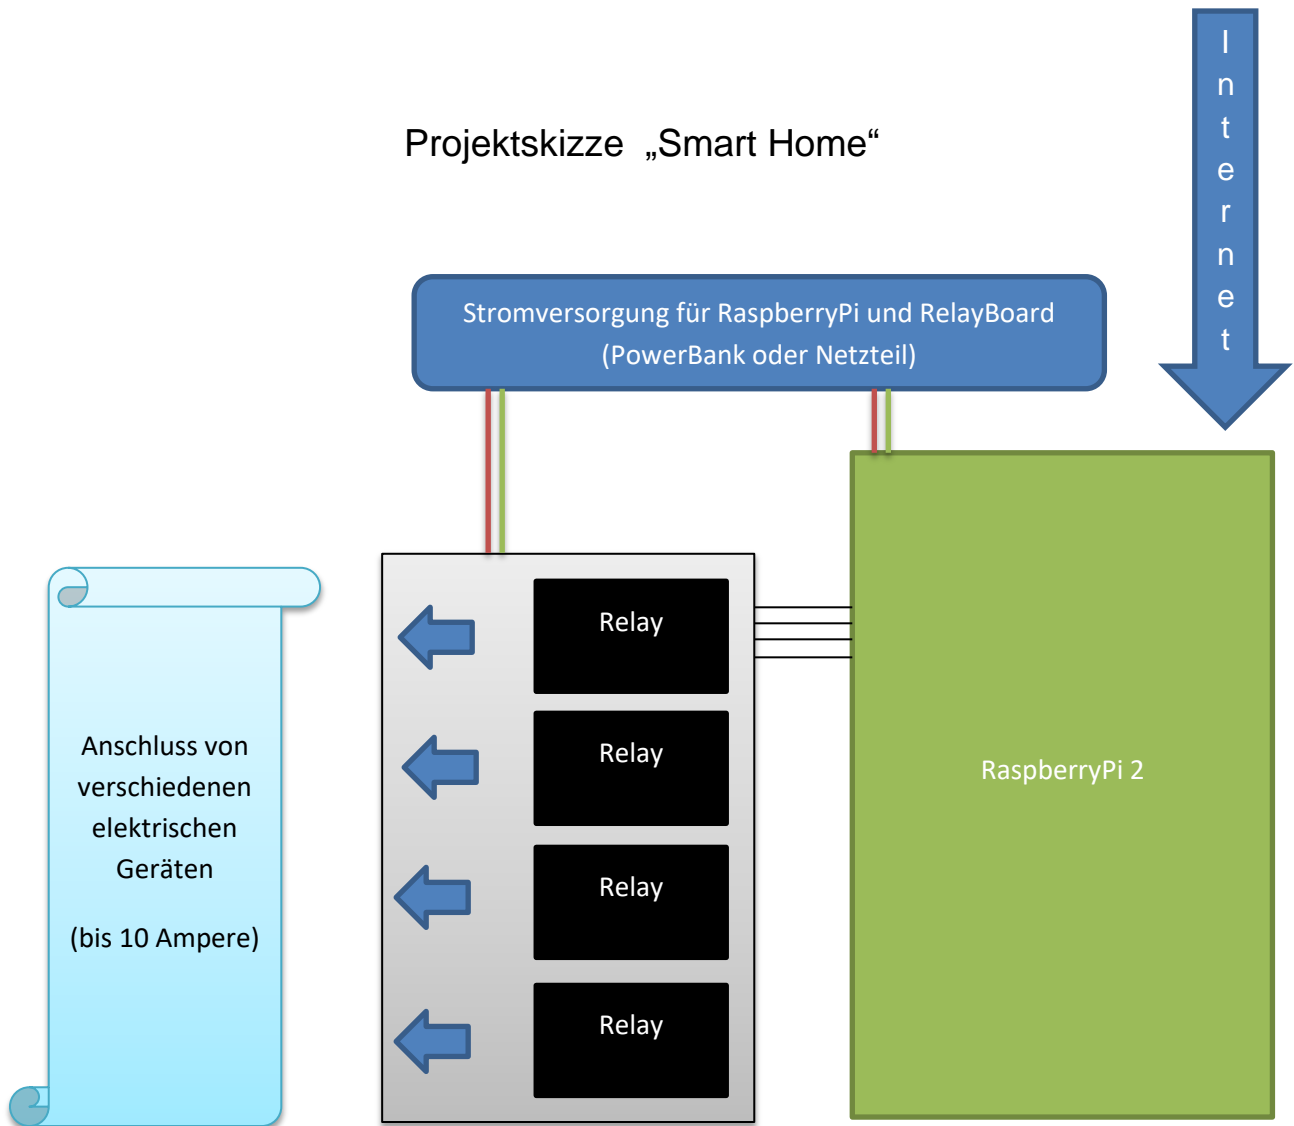 Projektskizze „Smart Home“
Internet
Stromversorgung für RaspberryPi und RelayBoard
(PowerBank oder Netzteil)
Relay
Relay
Relay
Relay
RaspberryPi 2
Anschluss von
verschiedenen
elektrischen
Geräten
(bis 10 Ampere)